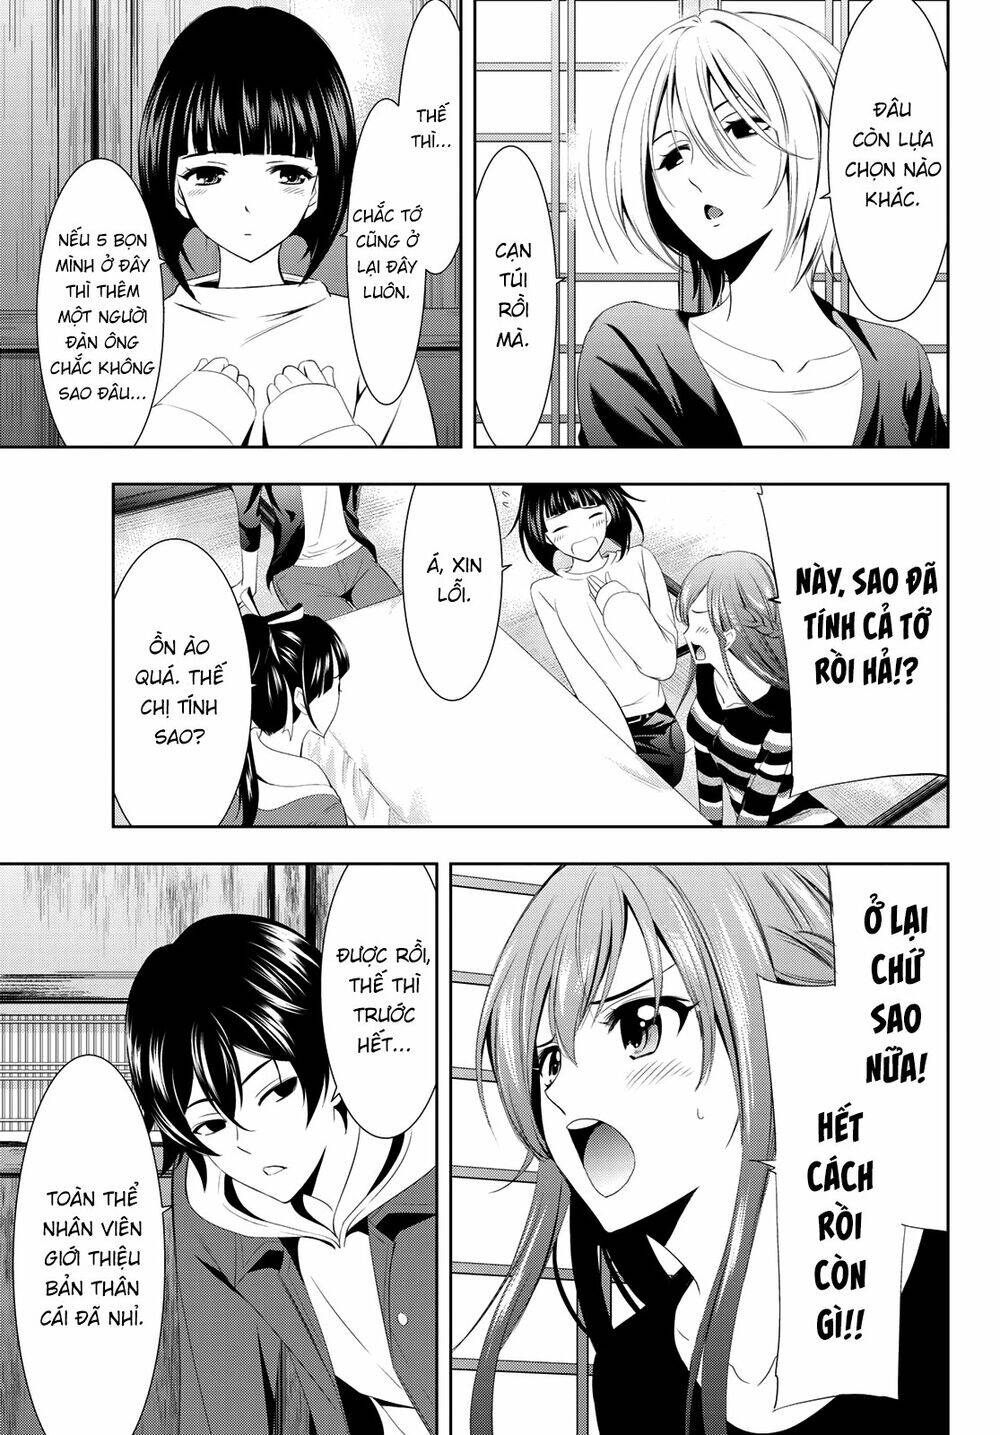 ĐÂU
CÒN LỰA
CHỌN NÀO
KHÁC.
CẠN
TÚI
RỒI
MÀ.
THẾ
THÌ...
CHẮC TỚ
CŨNG Ở
LẠI ĐÂY
LUÔN.
NẾU 5 BỌN
MÌNH Ở ĐÂY
THÌ THÊM
MỘT NGƯỜI
ĐÀN ÔNG
CHẮC KHÔNG
SAO ĐÂU...
NÀY, SAO ĐÃ
TÍNH CẢ TỚ
RỒI HẢ!?
Á, XIN
LỖI.
ỒN ÀO
QUÁ. THẾ
CHỊ TÍNH
SAO?
Ở LẠI
CHỨ
SAO
NỮA!
HẾT
CÁCH
RỒI
CÒN
GÌ!!
ĐƯỢC RỒI,
THẾ THÌ
TRƯỚC
HẾT...
TOÀN THỂ
NHÂN VIÊN
GIỚI THIỆU
BẢN THÂN
CÁI ĐÃ NHỈ.